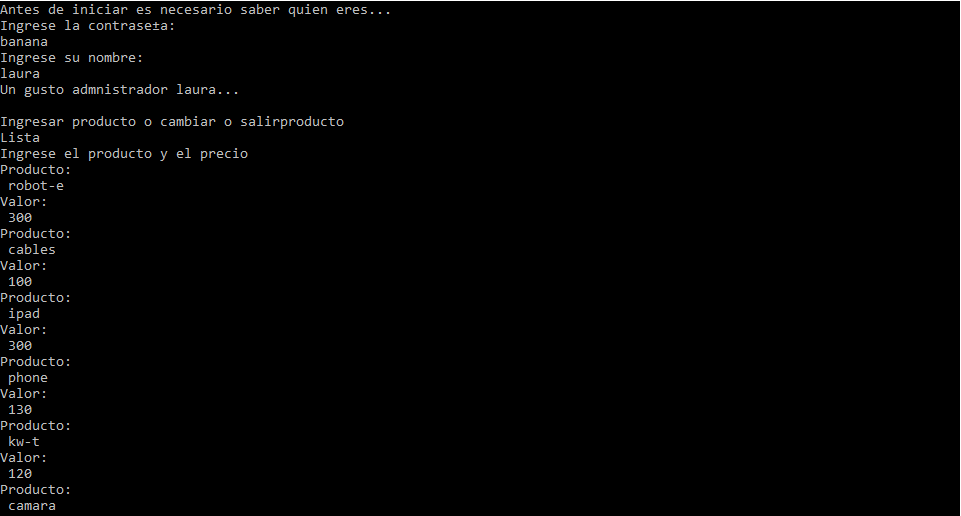 Antes de iniciar es necesario saber quien eres...
Ingrese la contrase±a:
banana
Ingrese su nombre:
laura
Un gusto admnistrador laura...
Ingresar producto o cambiar o salirproducto
Lista
Ingrese el producto y el precio
Producto:
robot-e
Valor:
300
Producto:
cables
Valor:
100
Producto:
ipad
Valor:
300
Producto:
phone
Valor:
130
Producto:
kw-t
Valor:
120
Producto:
camara